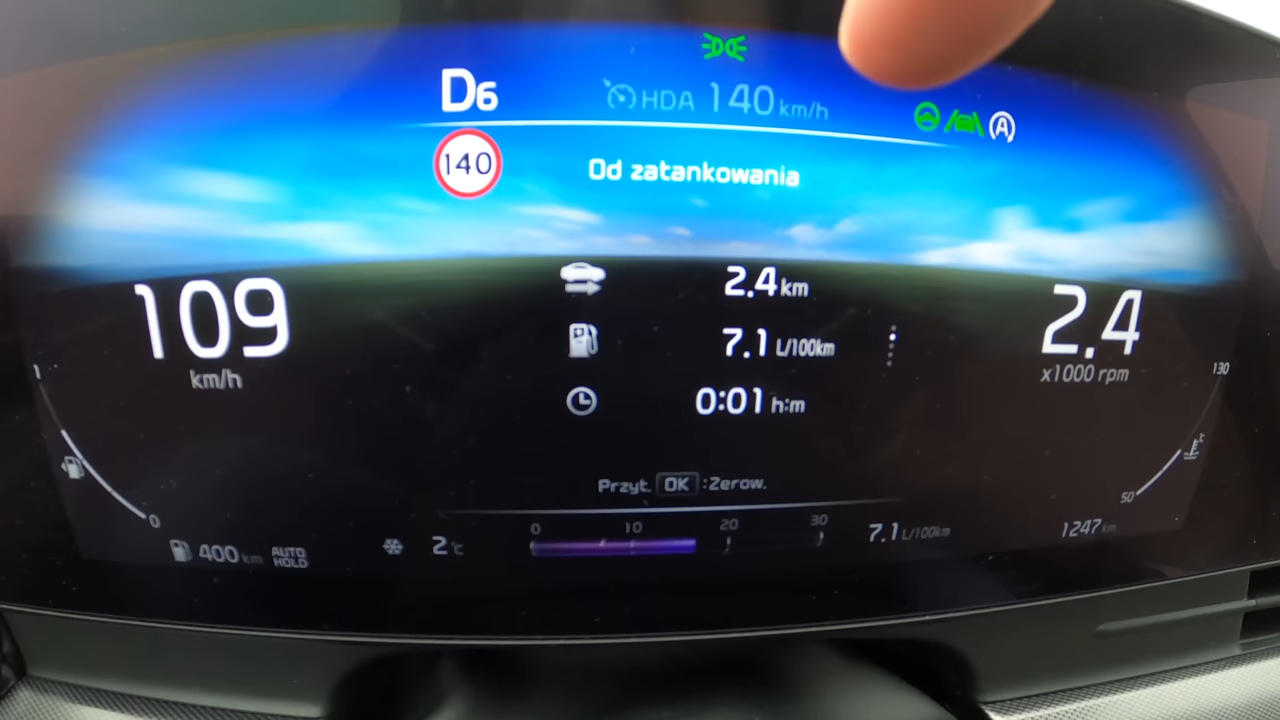 D6
HDA 140 km/h
A
140
Od zatankowania
109
km/h
2.4 km
7.1 L/100km
0:01 h:m
2.4
x1000 rpm
1
0
130
50
Przyt. OK :Zerow.
0 10 20 30
400 km
AUTO HOLD
2°C
7.1 L/100km
1247 km